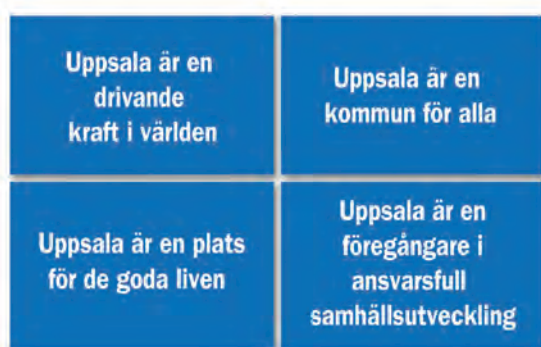 Uppsala är en
drivande
kraft i världen
Uppsala är en
kommun för alla
Uppsala är en plats
för de goda liven
Uppsala är en
föregångare i
ansvarsfull
samhällsutveckling